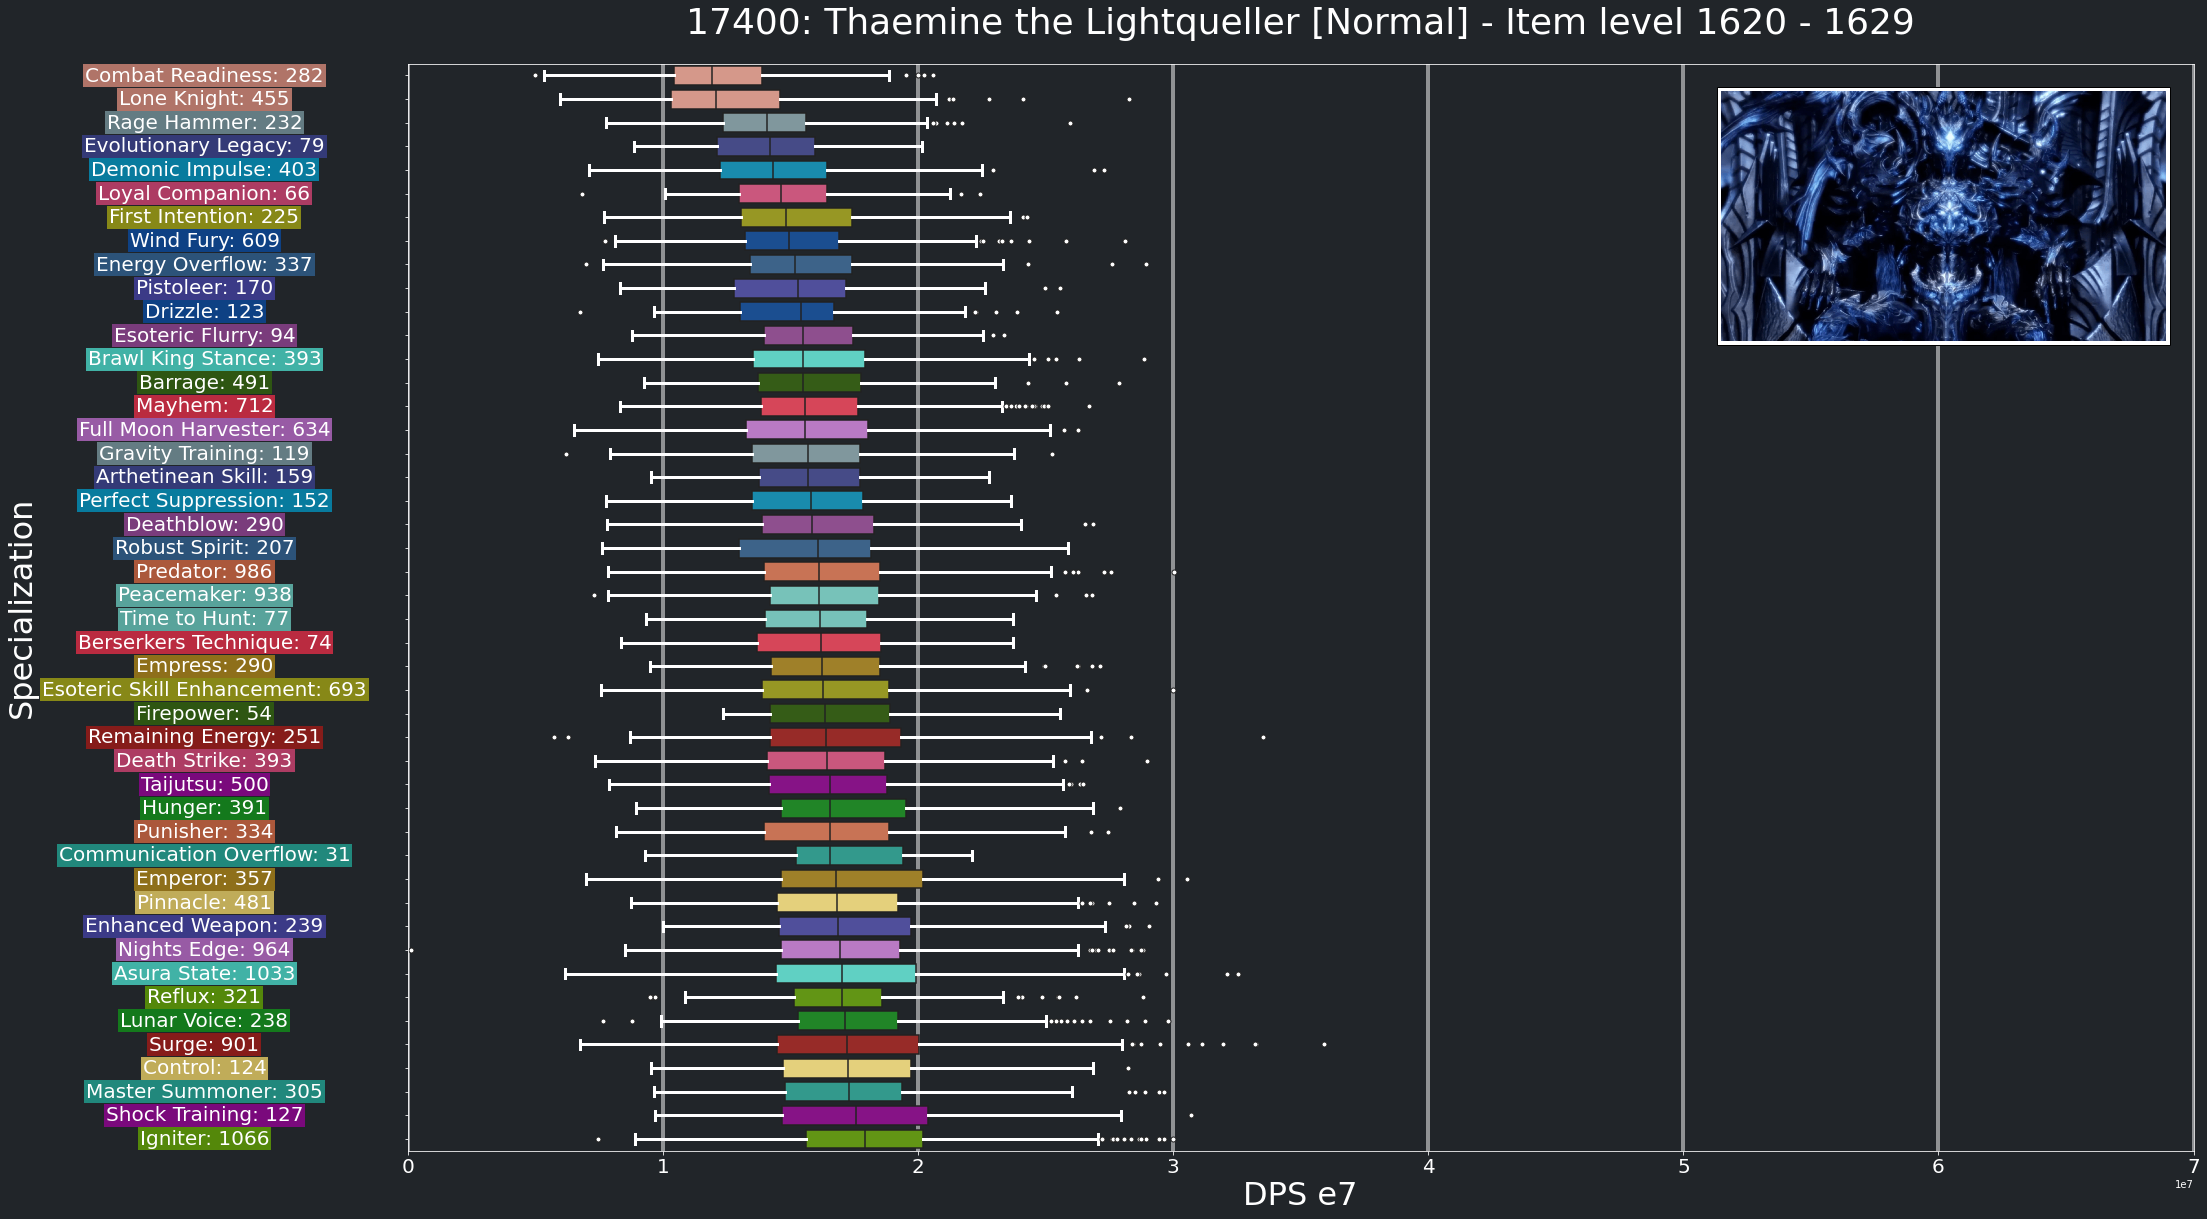 17400: Thaemine the Lightqueller [Normal] - Item level 1620 - 1629
Specialization
Combat Readiness: 282
Lone Knight: 455
Rage Hammer: 232
Evolutionary Legacy: 79
Demonic Impulse: 403
Loyal Companion: 66
First Intention: 225
Wind Fury: 609
Energy Overflow: 337
Pistoleer: 170
Drizzle: 123
Esoteric Flurry: 94
Brawl King Stance: 393
Barrage: 491
Mayhem: 712
Full Moon Harvester: 634
Gravity Training: 119
Arthetinean Skill: 159
Perfect Suppression: 152
Deathblow: 290
Robust Spirit: 207
Predator: 986
Peacemaker: 938
Time to Hunt: 77
Berserkers Technique: 74
Empress: 290
Esoteric Skill Enhancement: 693
Firepower: 54
Remaining Energy: 251
Death Strike: 393
Taijutsu: 500
Hunger: 391
Punisher: 334
Communication Overflow: 31
Emperor: 357
Pinnacle: 481
Enhanced Weapon: 239
Nights Edge: 964
Asura State: 1033
Reflux: 321
Lunar Voice: 238
Surge: 901
Control: 124
Master Summoner: 305
Shock Training: 127
Igniter: 1066
0 1 2 3 4 5 6 7
1e7
DPS e7